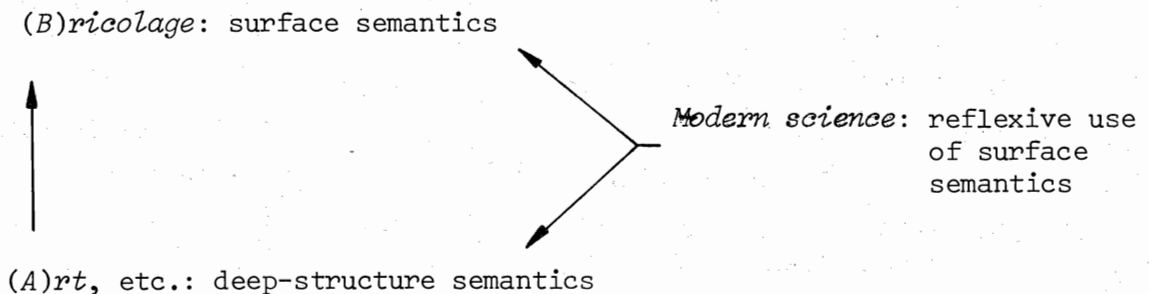 (B)ricolage: surface semantics
Modern science: reflexive use
of surface
semantics
(A)rt, etc.: deep-structure semantics